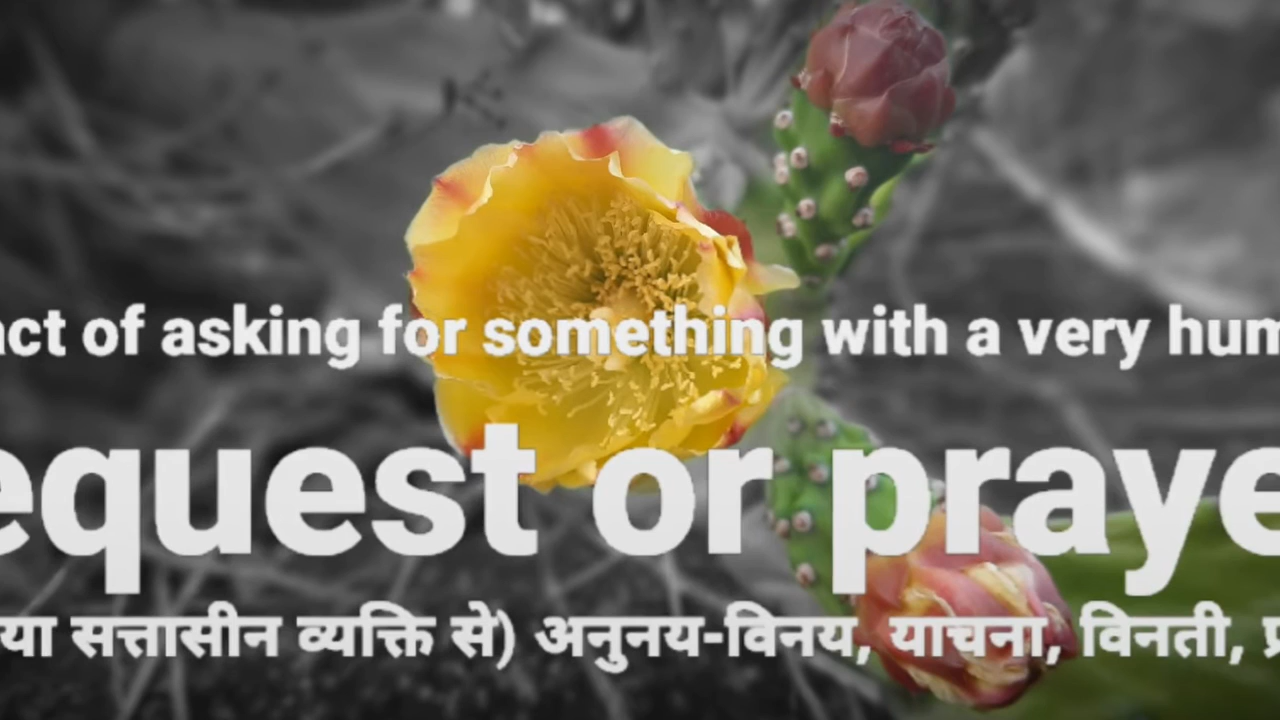 act of asking for something with a very hum
equest or praye
या सत्तासीन व्यक्ति से) अनुनय-विनय, याचना, विनती, प्र